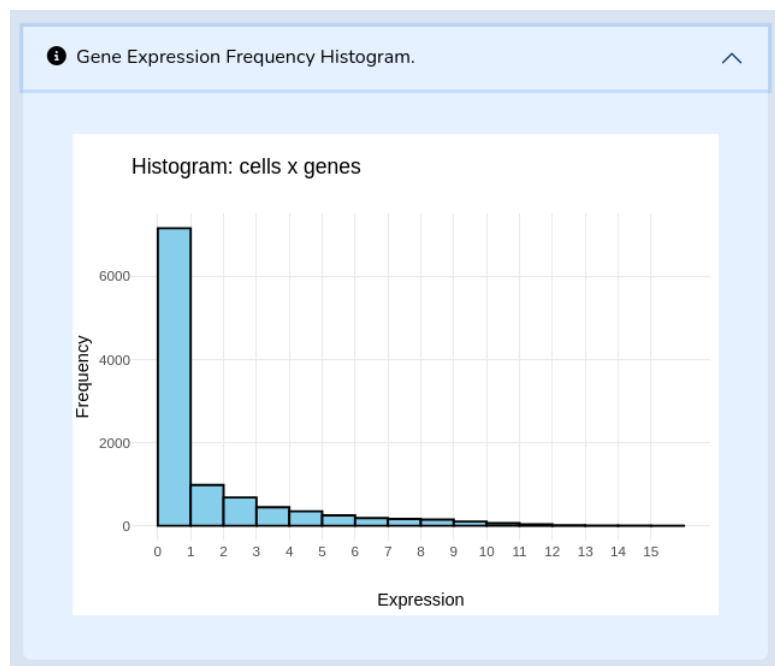 Gene Expression Frequency Histogram.
Histogram: cells x genes
6000
4000
2000
0
Frequency
0 1 2 3 4 5 6 7 8 9 10 11 12 13 14 15
Expression